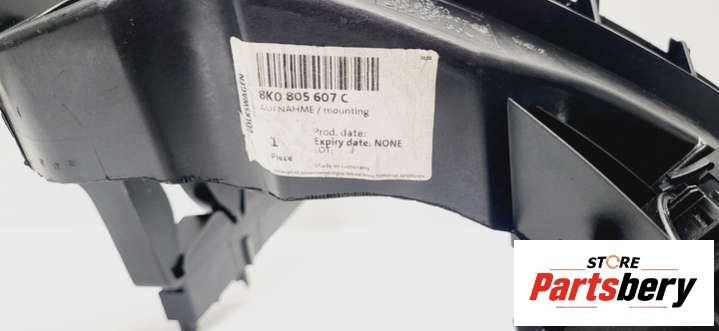 VOLKSWAGEN
8K0 805 607 C
AUFNAHME / mounting
Prod. date:
1 Expiry date: NONE
Piece LOT:
Made in Germany
STORE
Partsbery